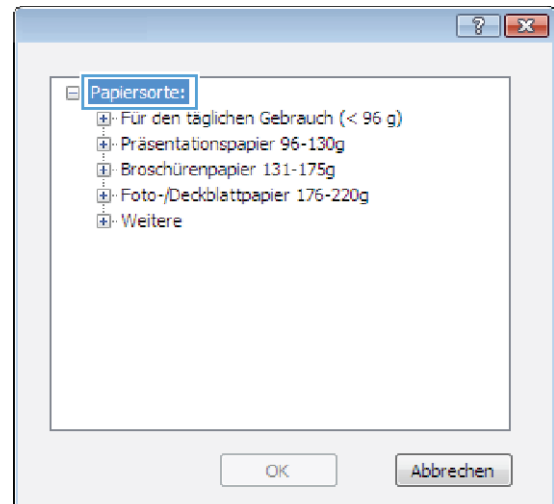 ?
Papiersorte:
Für den täglichen Gebrauch (< 96 g)
Präsentationspapier 96-130g
Broschürenpapier 131-175g
Foto-/Deckblattpapier 176-220g
Weitere
OK Abbrechen